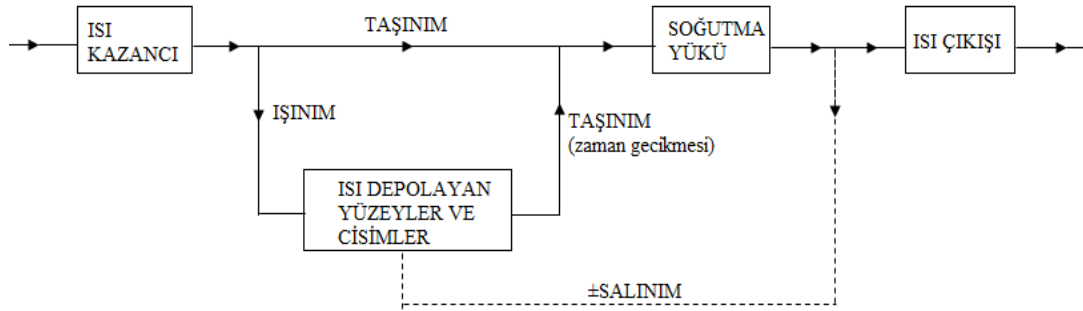 ISI
KAZANCI
TAŞINIM
SOĞUTMA
YÜKÜ
ISI ÇIKIŞI
IŞINIM
TAŞINIM
(zaman gecikmesi)
ISI DEPOLAYAN
YÜZEYLER VE
CİSİMLER
±SALINIM